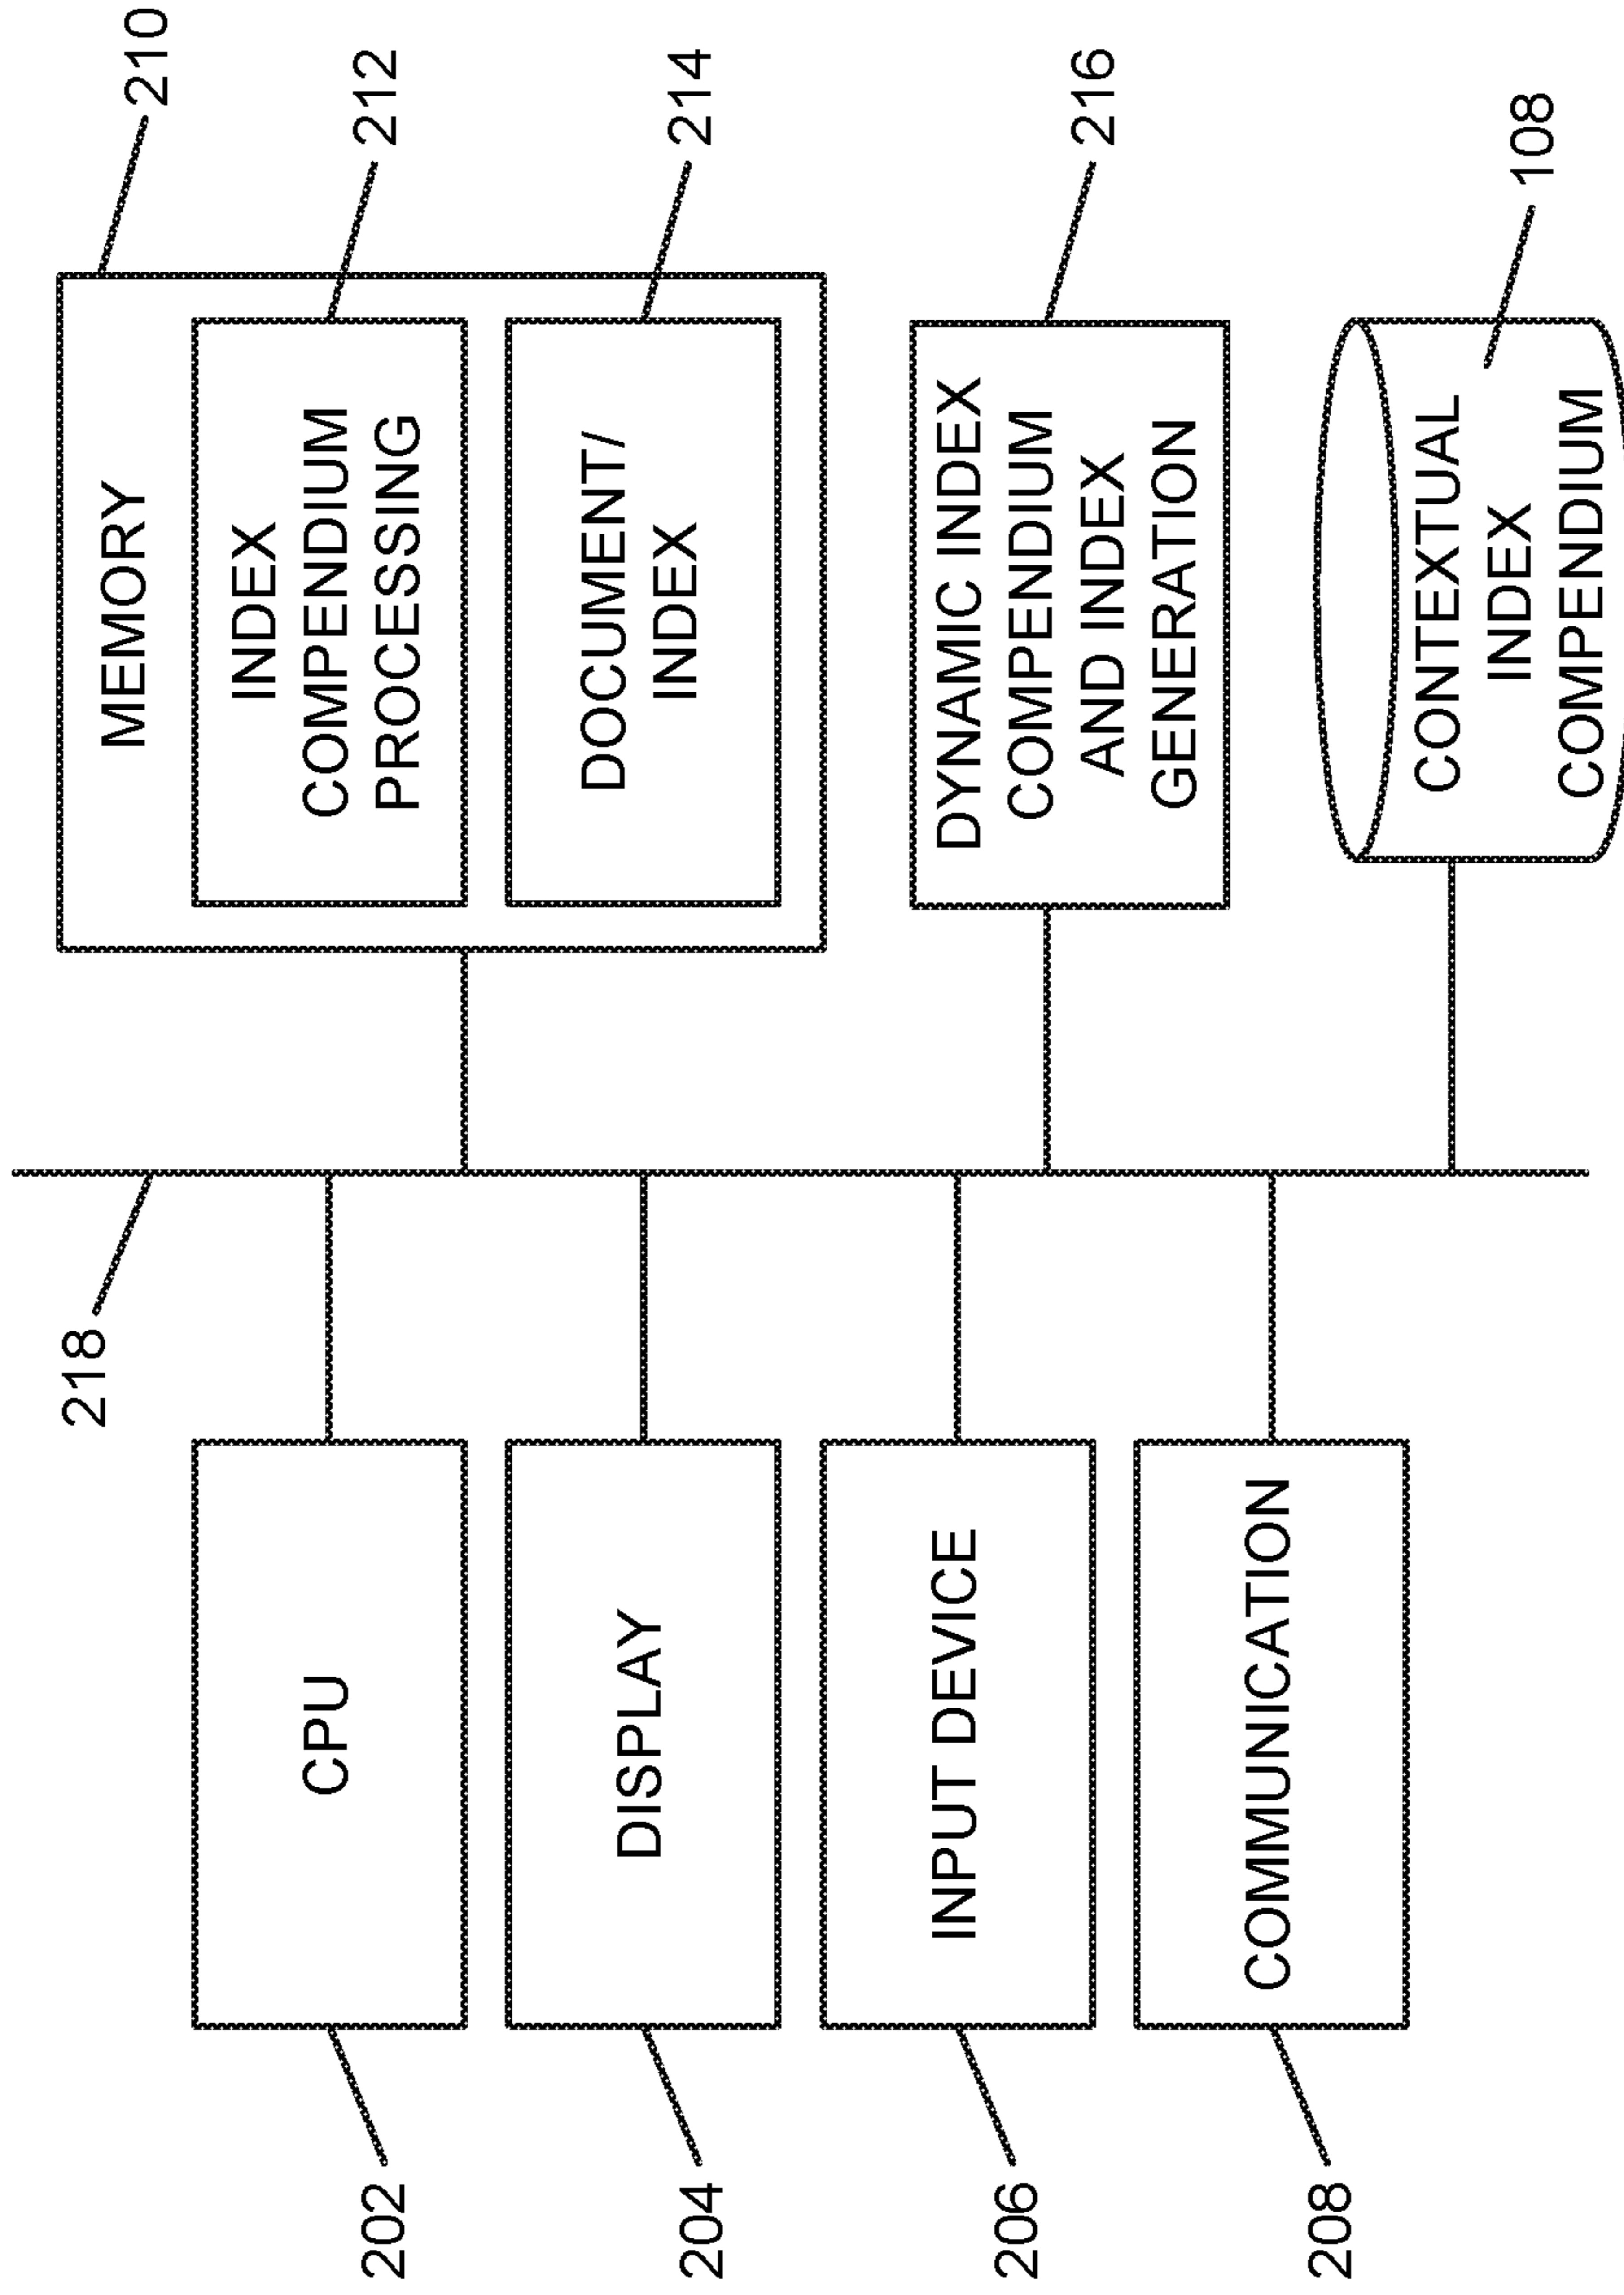 218
210
202
CPU
MEMORY
INDEX
COMPENDIUM
PROCESSING
212
204
DISPLAY
DOCUMENT/
INDEX
214
206
INPUT DEVICE
DYNAMIC INDEX
COMPENDIUM
AND INDEX
GENERATION
216
208
COMMUNICATION
CONTEXTUAL
INDEX
COMPENDIUM
108